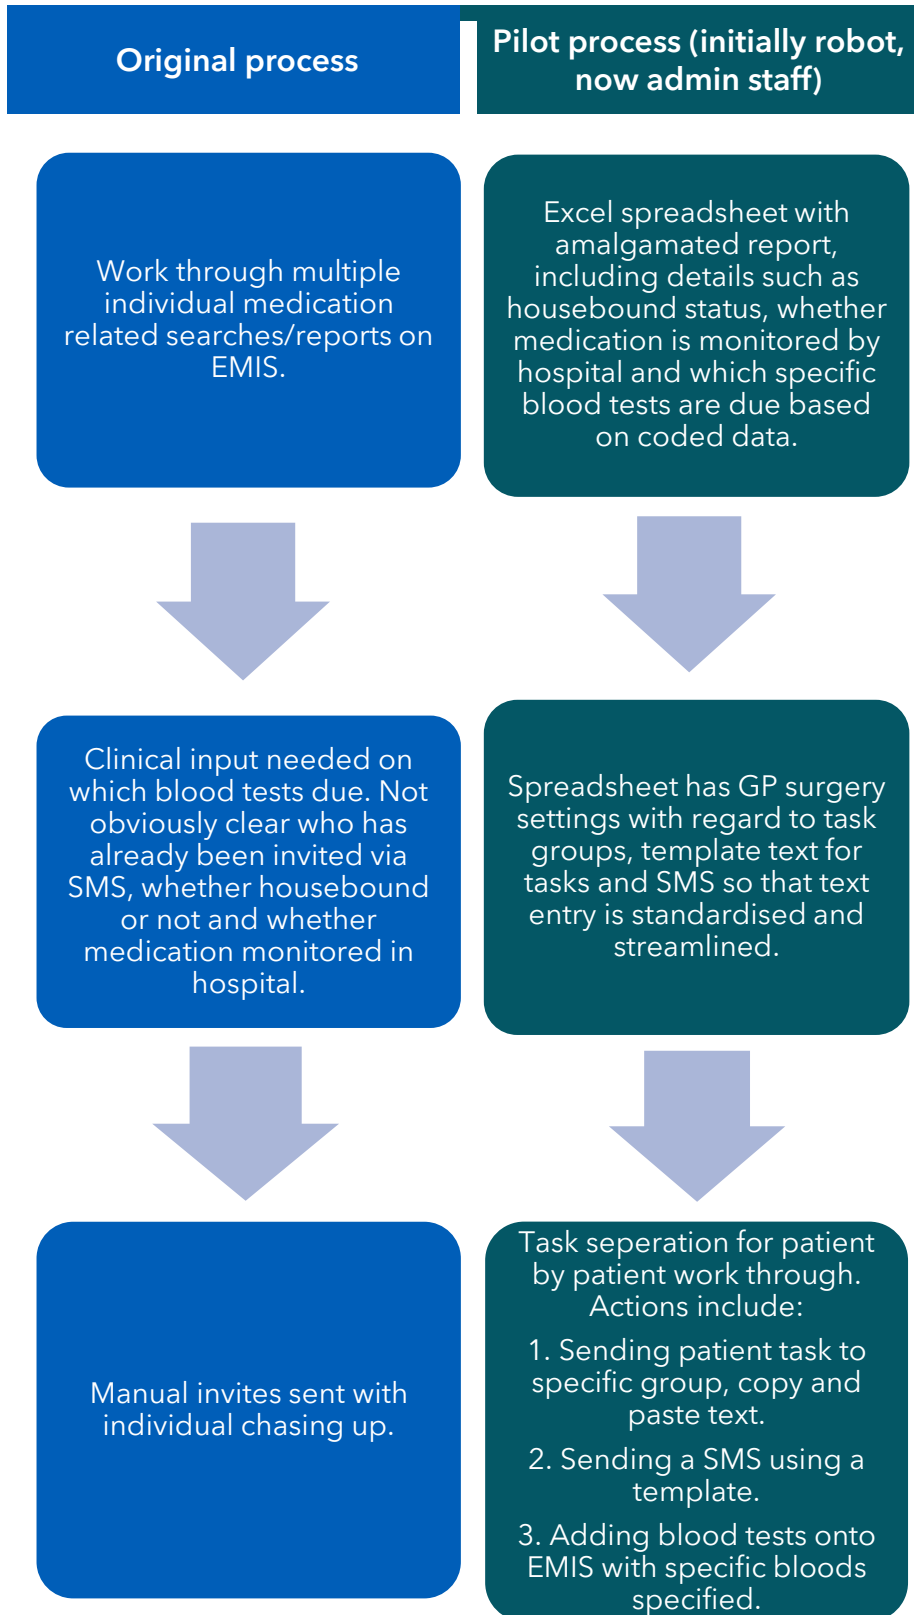 Original process
Pilot process (initially robot,
now admin staff)
Work through multiple
individual medication
related searches/reports on
EMIS.
Excel spreadsheet with
amalgamated report,
including details such as
housebound status, whether
medication is monitored by
hospital and which specific
blood tests are due based
on coded data.
Clinical input needed on
which blood tests due. Not
obviously clear who has
already been invited via
SMS, whether housebound
or not and whether
medication monitored in
hospital.
Spreadsheet has GP surgery
settings with regard to task
groups, template text for
tasks and SMS so that text
entry is standardised and
streamlined.
Manual invites sent with
individual chasing up.
Task seperation for patient
by patient work through.
Actions include:
1. Sending patient task to
specific group, copy and
paste text.
2. Sending a SMS using a
template.
3. Adding blood tests onto
EMIS with specific bloods
specified.